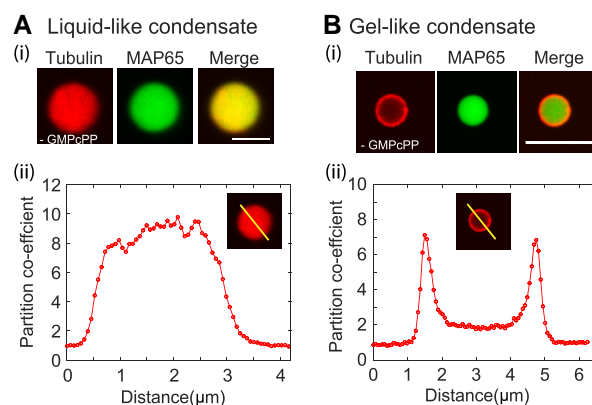 A Liquid-like condensate
(i)
Tubulin MAP65 Merge
- GMPcPP
(ii)
Partition co-effcient
12
10
8
6
4
2
0
0 1 2 3 4
Distance(μm)
B Gel-like condensate
(i)
Tubulin MAP65 Merge
- GMPcPP
(ii)
Partition co-effcient
10
8
6
4
2
0
0 1 2 3 4 5 6
Distance(μm)